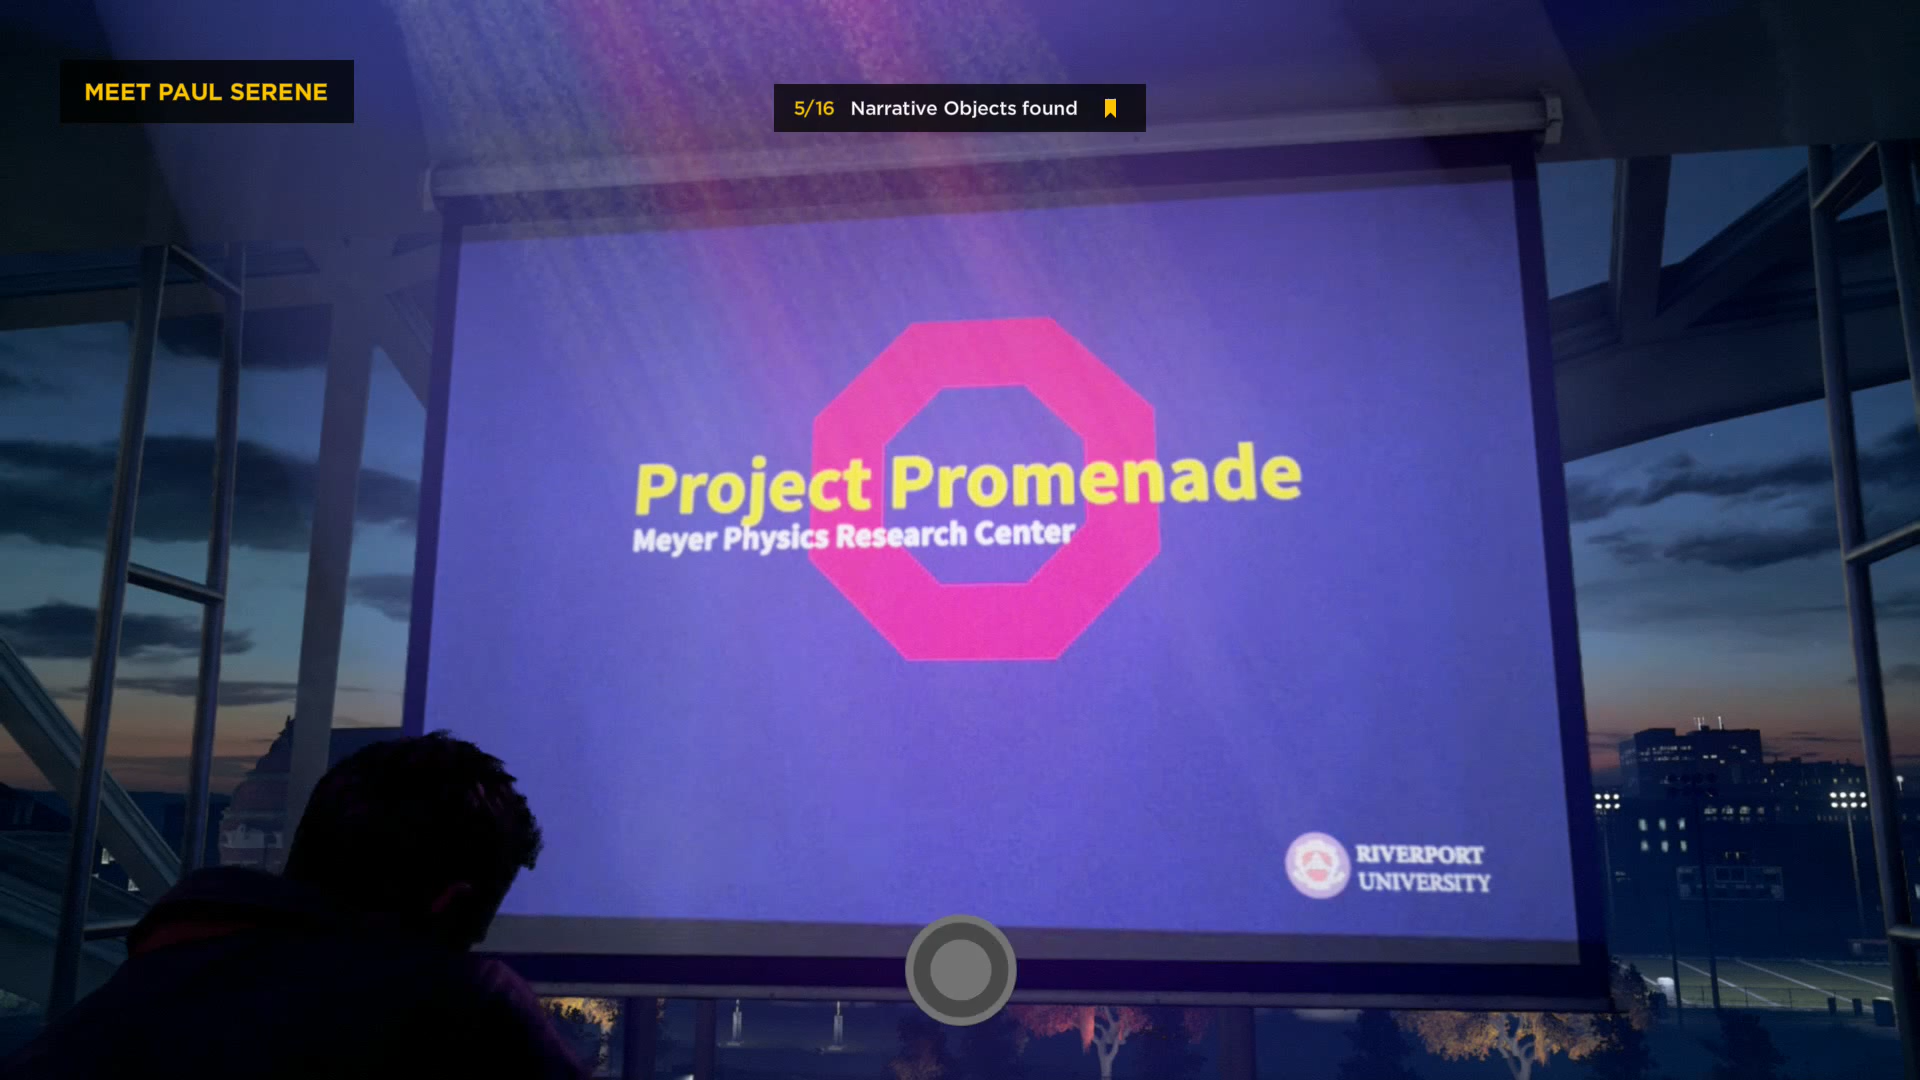 MEET PAUL SERENE
5/16 Narrative Objects found
Project Promenade
Meyer Physics Research Center
RIVERPORT
UNIVERSITY